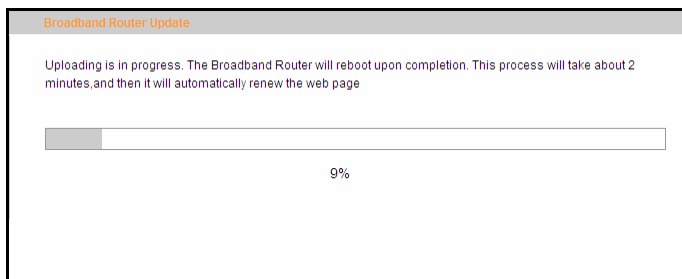 Broadband Router Update
Uploading is in progress. The Broadband Router will reboot upon completion. This process will take about 2
minutes,and then it will automatically renew the web page
9%